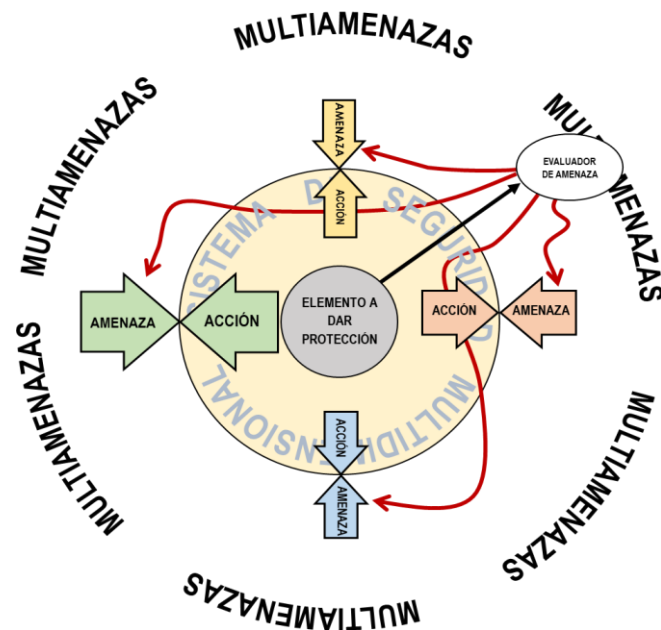 MULTIAMENAZAS
MULTIAMENAZAS
MULTIAMENAZAS
AMENAZA
EVALUADOR
DE AMENAZA
ACCIÓN
SISTEMA DE SEGURIDAD
MULTIDIMENSIONAL
AMENAZA
ACCIÓN
ELEMENTO A
DAR
PROTECCIÓN
ACCIÓN
AMENAZA
MULTIAMENAZAS
ACCIÓN
AMENAZA
MULTIAMENAZAS
MULTIAMENAZAS